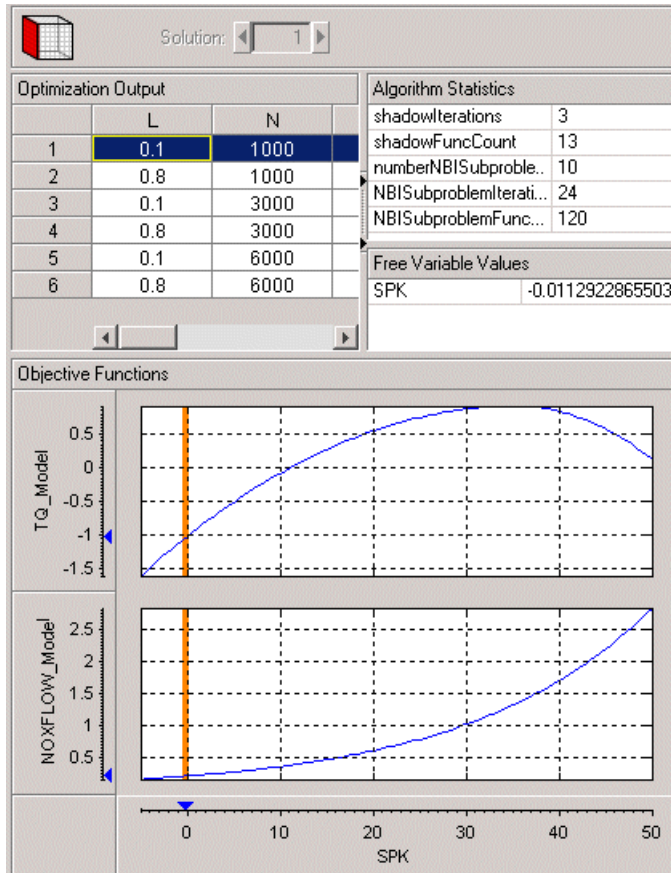 Solution: 1
Optimization Output
L N
1 0.1 1000
2 0.8 1000
3 0.1 3000
4 0.8 3000
5 0.1 6000
6 0.8 6000
Algorithm Statistics
shadowIterations 3
shadowFuncCount 13
numberNBISubproble.. 10
NBISubproblemIterati... 24
NBISubproblemFunc... 120
Free Variable Values
SPK -0.0112922865503
Objective Functions
TQ_Model
0.5
0
-0.5
-1
-1.5
NOXFLOW_Model
2.5
2
1.5
1
0.5
0 10 20 30 40 50
SPK